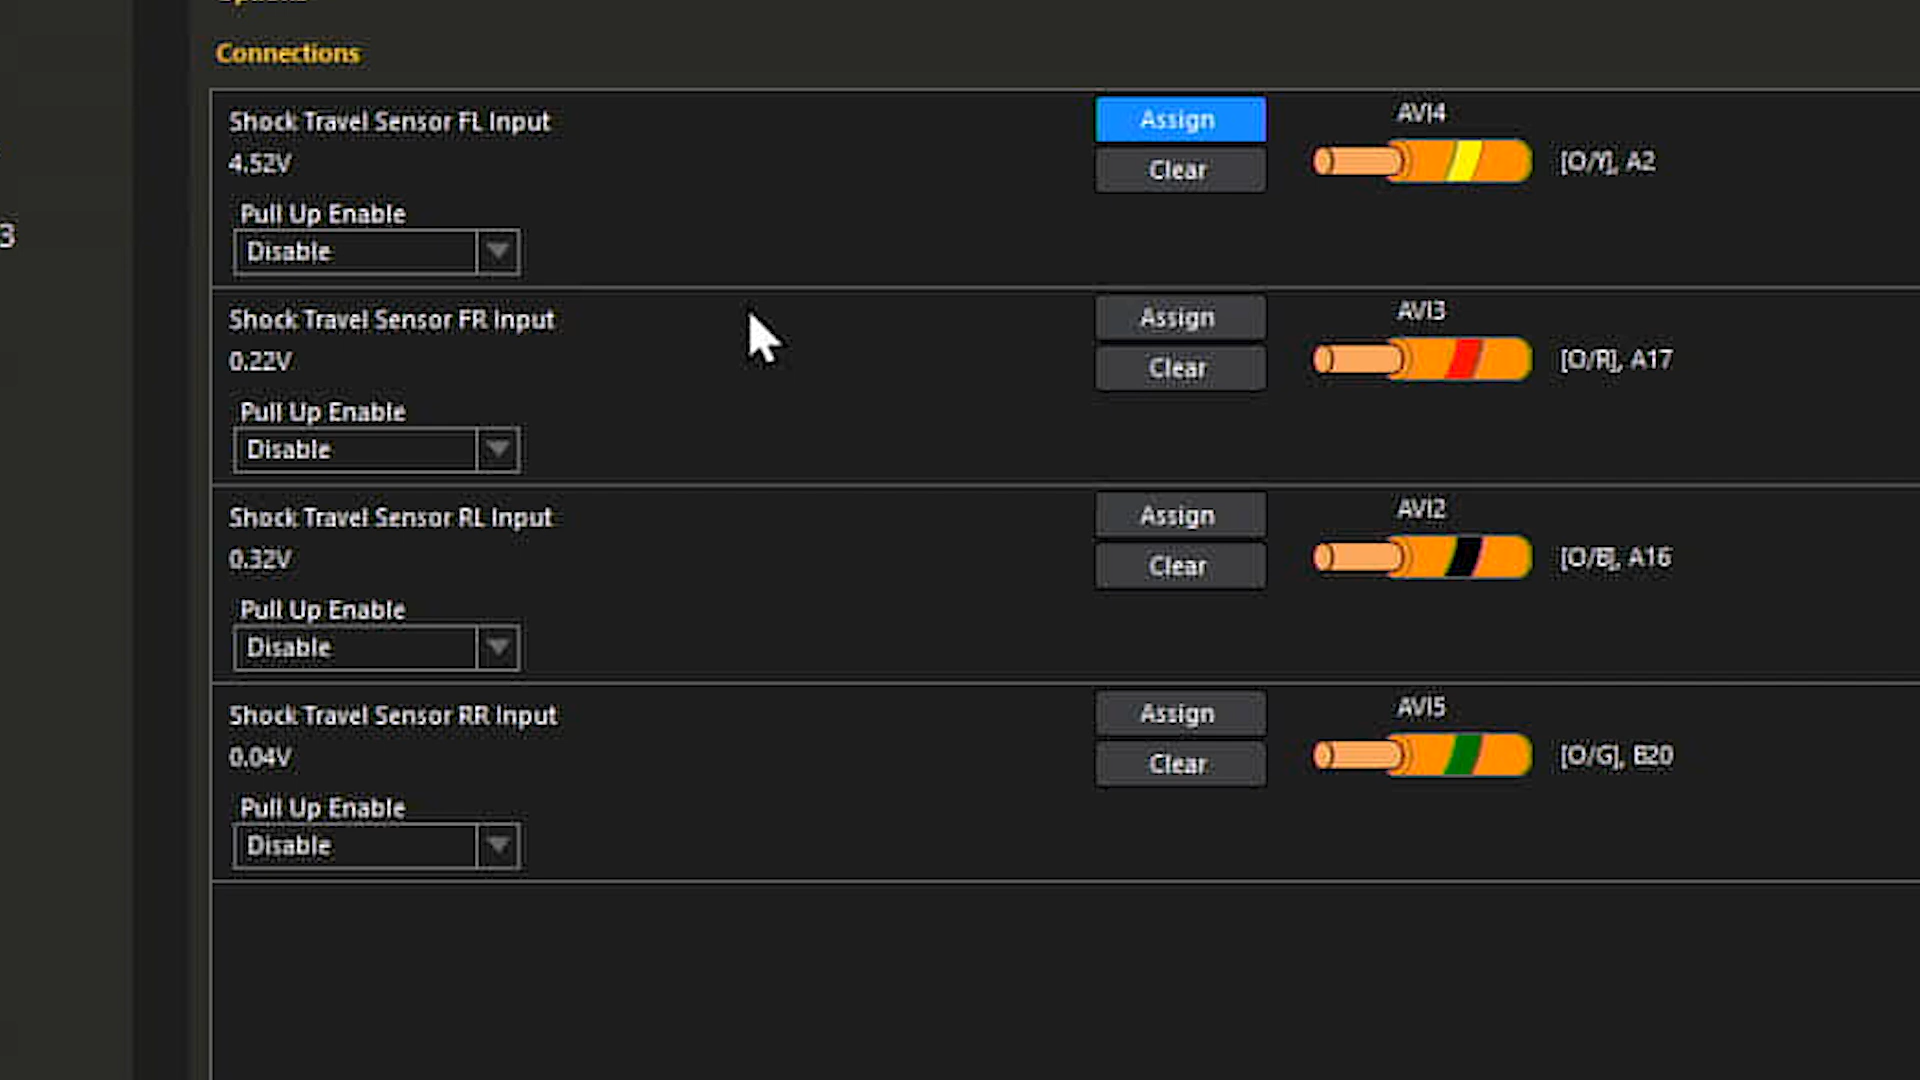 Connections
Shock Travel Sensor FL Input
4.52V
Pull Up Enable
Disable
Assign
Clear
AVI4
[O/Y], A2
Shock Travel Sensor FR Input
0.22V
Pull Up Enable
Disable
Assign
Clear
AVI3
[O/R], A17
Shock Travel Sensor RL Input
0.32V
Pull Up Enable
Disable
Assign
Clear
AVI2
[O/B], A16
Shock Travel Sensor RR Input
0.04V
Pull Up Enable
Disable
Assign
Clear
AVI5
[O/G], B20
3